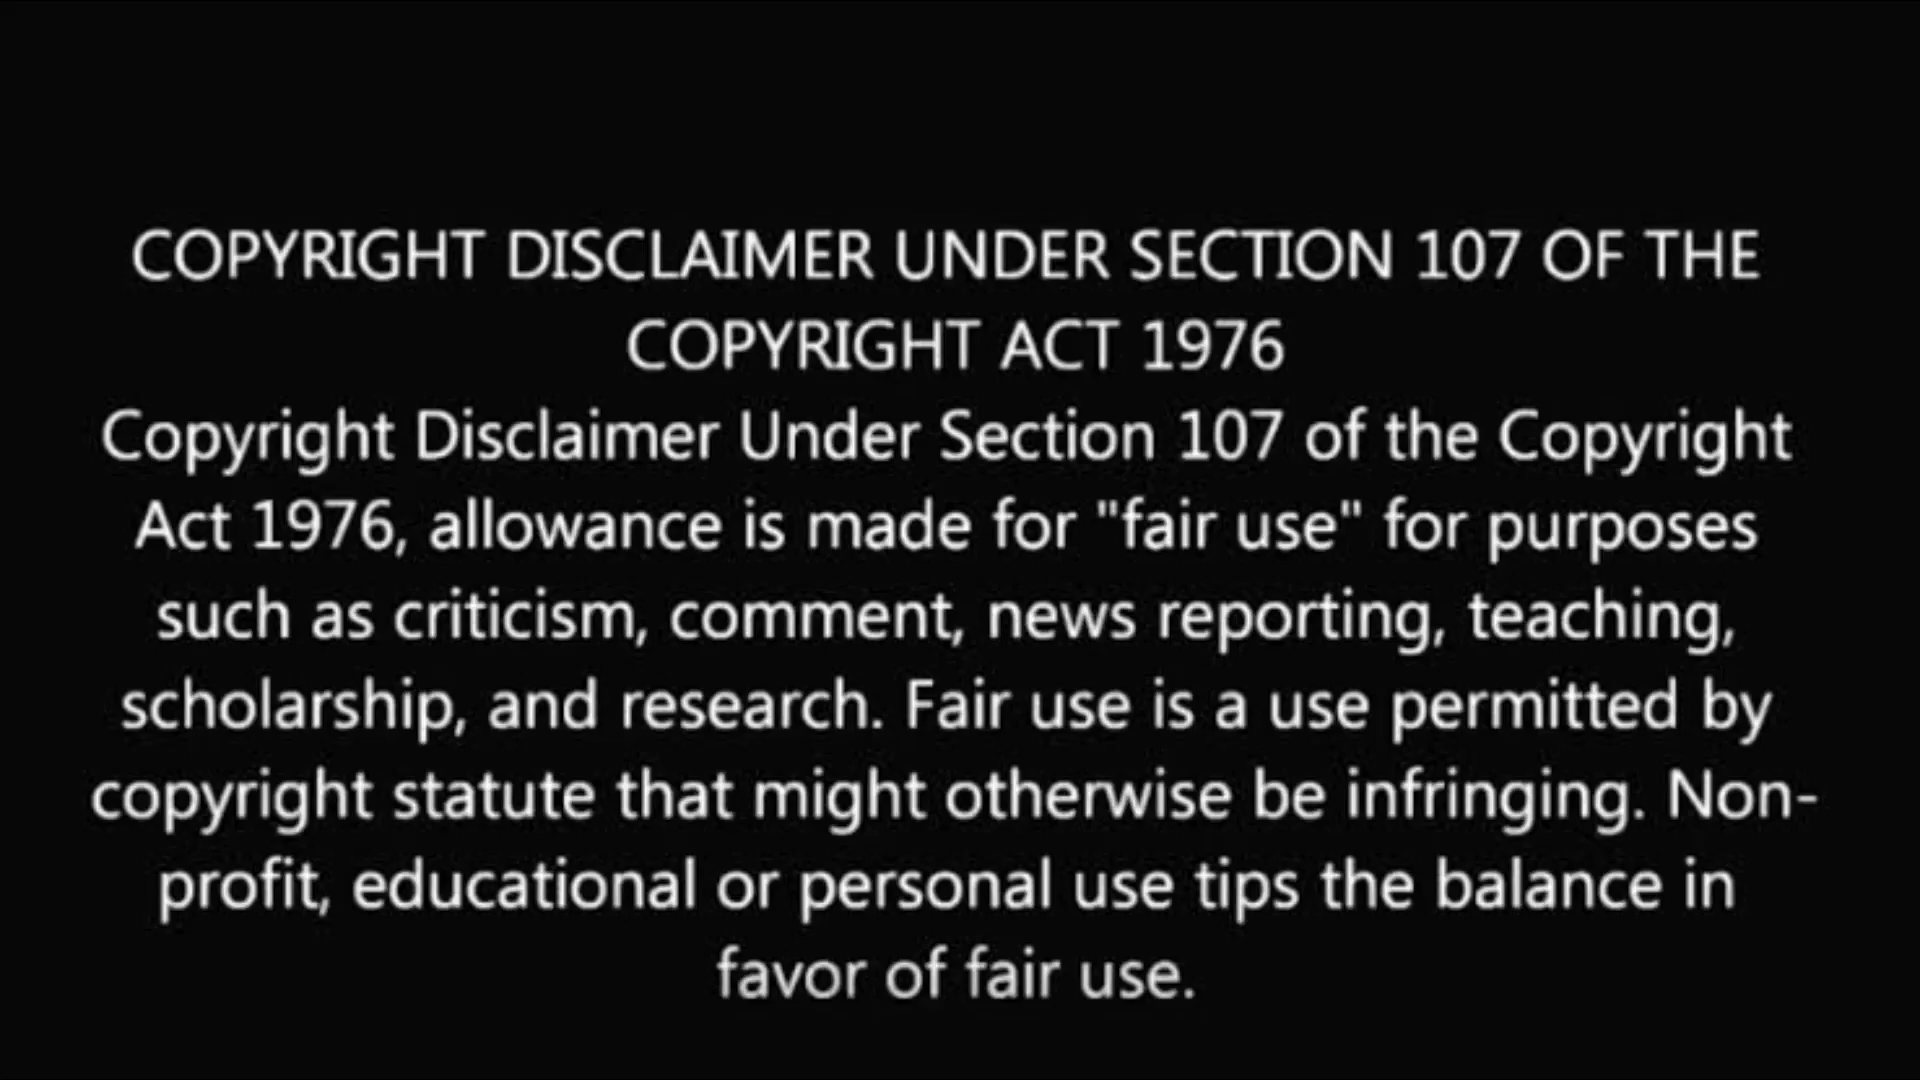 COPYRIGHT DISCLAIMER UNDER SECTION 107 OF THE
COPYRIGHT ACT 1976
Copyright Disclaimer Under Section 107 of the Copyright
Act 1976, allowance is made for "fair use" for purposes
such as criticism, comment, news reporting, teaching,
scholarship, and research. Fair use is a use permitted by
copyright statute that might otherwise be infringing. Non-
profit, educational or personal use tips the balance in
favor of fair use.